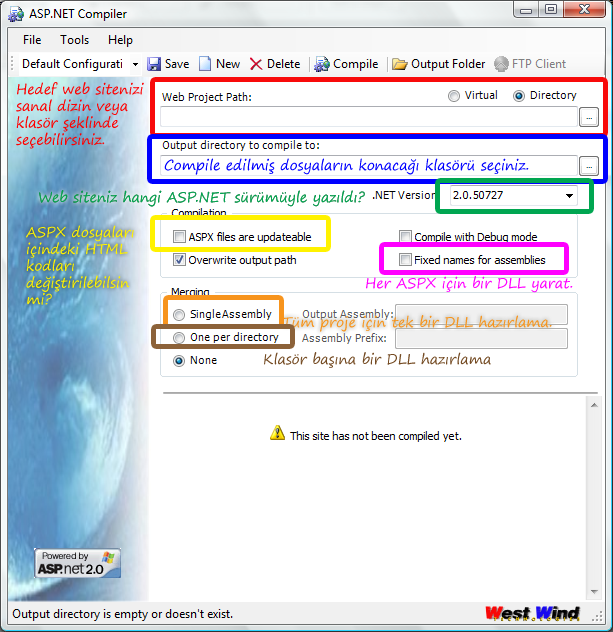 ASP.NET Compiler
File Tools Help
Default Configurati Save New Delete Compile Output Folder FTP Client
Hedef web sitenizi
sanal dizin veya
klasör şeklinde
seçebilirsiniz.
Web Project Path: Virtual Directory
...
Output directory to compile to:
Compile edilmiş dosyaların konacağı klasörü seçiniz. ...
Web siteniz hangi ASP.NET sürümüyle yazıldı? .NET Version 2.0.50727
Compilation
ASPX dosyaları
içindeki HTML
kodları
değiştirilebilsin
mi?
ASPX files are updateable Compile with Debug mode
Overwrite output path Fixed names for assemblies
Her ASPX için bir DLL yarat.
Merging
SingleAssembly Output Assembly:
Tüm proje için tek bir DLL hazırlama.
One per directory Assembly Prefix:
None Klasör başına bir DLL hazırlama
This site has not been compiled yet.
Powered by
ASP.net 2.0
Output directory is empty or doesn't exist.
West Wind